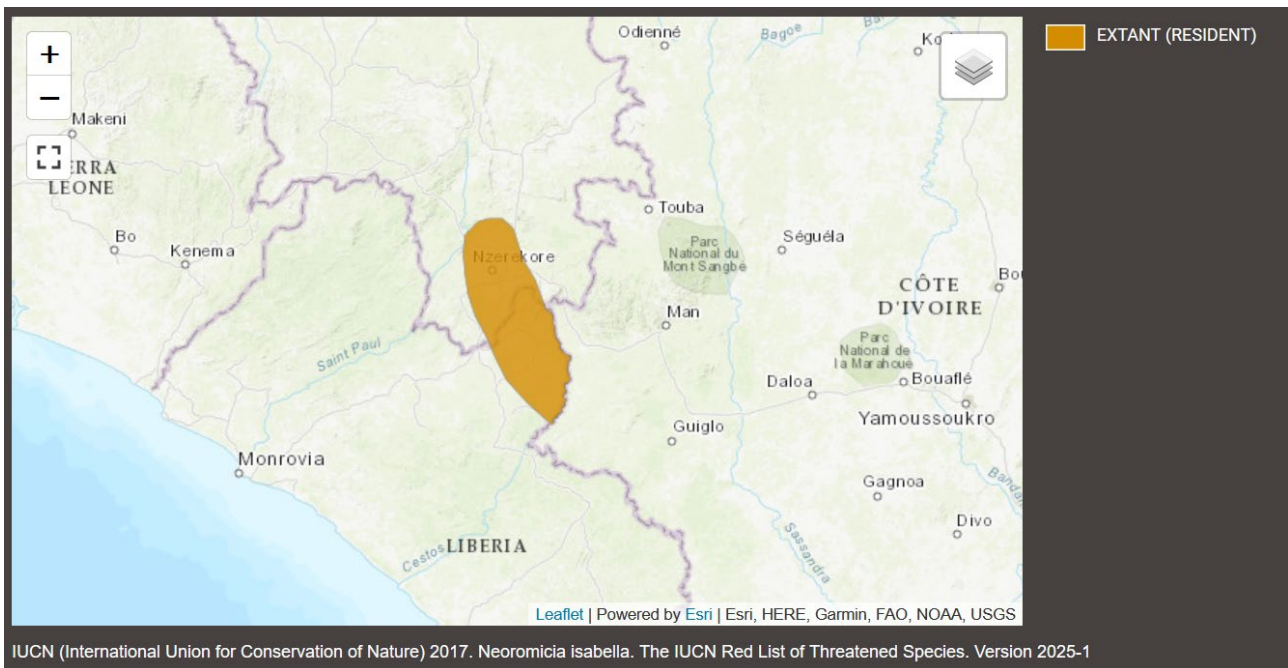 +
−
Odienné
Bagoe
Ko
EXTANT (RESIDENT)
Makeni
ERRA
LEONE
Touba
Bo
Kenema
Nzerekore
Parc
National du
Mont Sangbé
Séguéla
CÔTE
D'IVOIRE
Bou
Man
Saint Paul
Parc
National de
la Marahoué
Daloa
Bouaflé
Yamoussoukro
Guiglo
Monrovia
Gagnoa
Divo
Cestos
LIBERIA
Sassandra
Leaflet | Powered by Esri | Esri, HERE, Garmin, FAO, NOAA, USGS
IUCN (International Union for Conservation of Nature) 2017. Neoromicia isabella. The IUCN Red List of Threatened Species. Version 2025-1